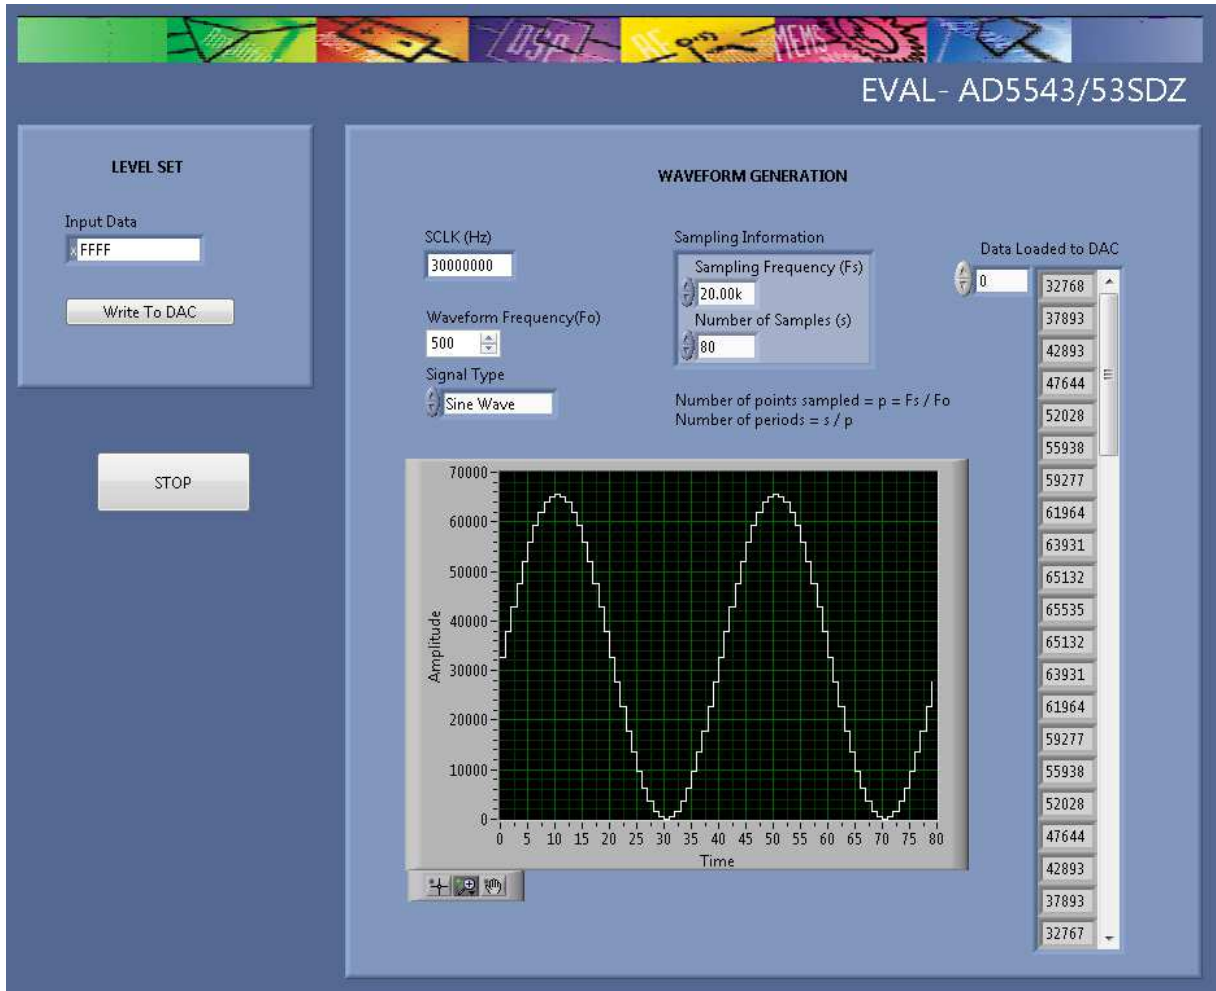 DSP
RF
MEMS
EVAL- AD5543/53SDZ
LEVEL SET
Input Data
x FFFF
Write To DAC
STOP
WAVEFORM GENERATION
SCLK (Hz)
30000000
Waveform Frequency(Fo)
500
Signal Type
Sine Wave
Sampling Information
Sampling Frequency (Fs)
20.00k
Number of Samples (s)
80
Number of points sampled = p = Fs / Fo
Number of periods = s / p
Data Loaded to DAC
0
32768
37893
42893
47644
52028
55938
59277
61964
63931
65132
65535
65132
63931
61964
59277
55938
52028
47644
42893
37893
32767
70000
60000
50000
40000
30000
20000
10000
0
Amplitude
0 5 10 15 20 25 30 35 40 45 50 55 60 65 70 75 80
Time